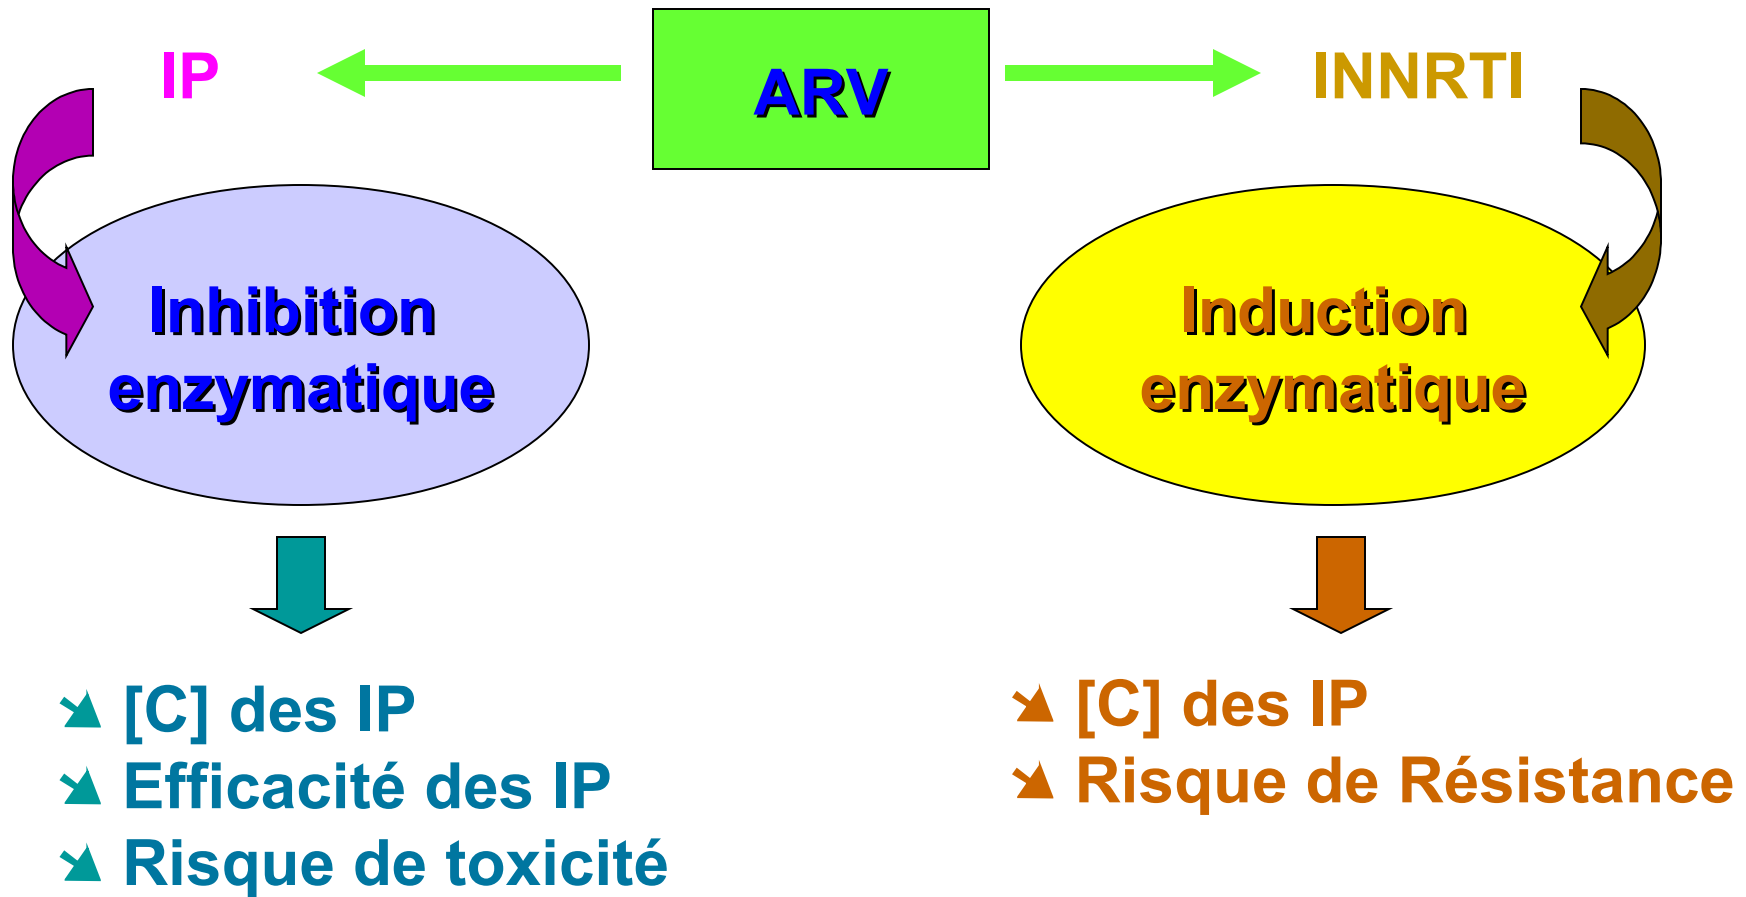 IP
ARV
INNRTI
Inhibition
enzymatique
Induction
enzymatique
[C] des IP
Efficacité des IP
Risque de toxicité
[C] des IP
Risque de Résistance